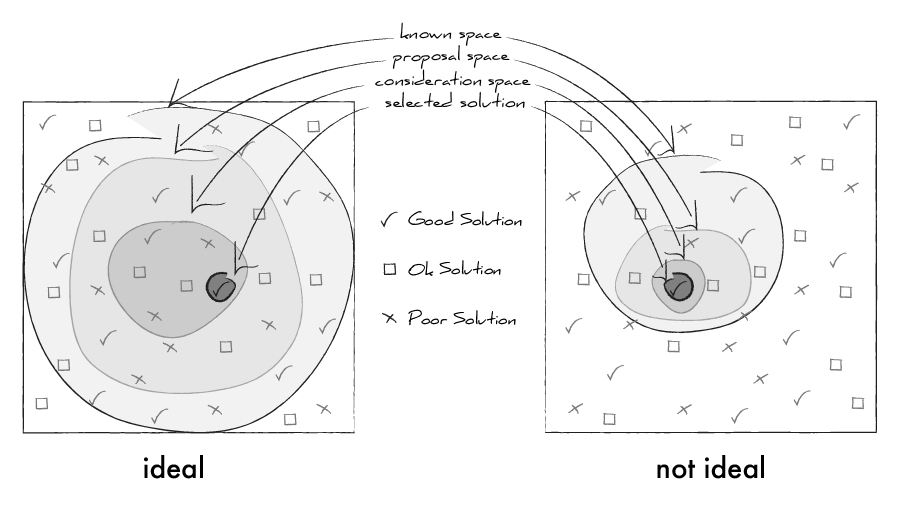 known space
proposal space
consideration space
selected solution
Good Solution
Ok Solution
Poor Solution
ideal
not ideal